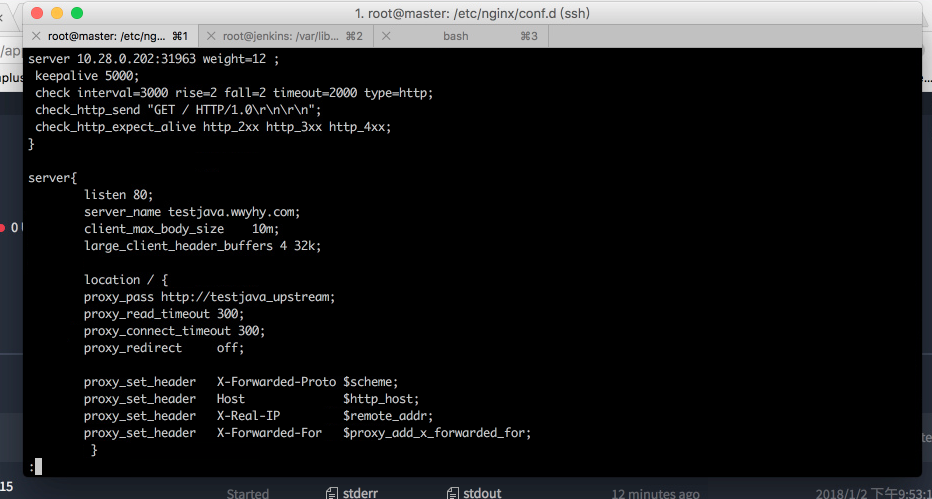 1. root@master: /etc/nginx/conf.d (ssh)
root@master: /etc/ng... ⌘1 root@jenkins: /var/lib... ⌘2 bash ⌘3
server 10.28.0.202:31963 weight=12 ;
keepalive 5000;
check interval=3000 rise=2 fall=2 timeout=2000 type=http;
check_http_send "GET / HTTP/1.0\r\n\r\n";
check_http_expect_alive http_2xx http_3xx http_4xx;
}
server{
listen 80;
server_name testjava.wwyhy.com;
client_max_body_size 10m;
large_client_header_buffers 4 32k;
location / {
proxy_pass http://testjava_upstream;
proxy_read_timeout 300;
proxy_connect_timeout 300;
proxy_redirect off;
proxy_set_header X-Forwarded-Proto $scheme;
proxy_set_header Host $http_host;
proxy_set_header X-Real-IP $remote_addr;
proxy_set_header X-Forwarded-For $proxy_add_x_forwarded_for;
}
:
15
Started stderr stdout 12 minutes ago 2018/1/2 下午9:53:1